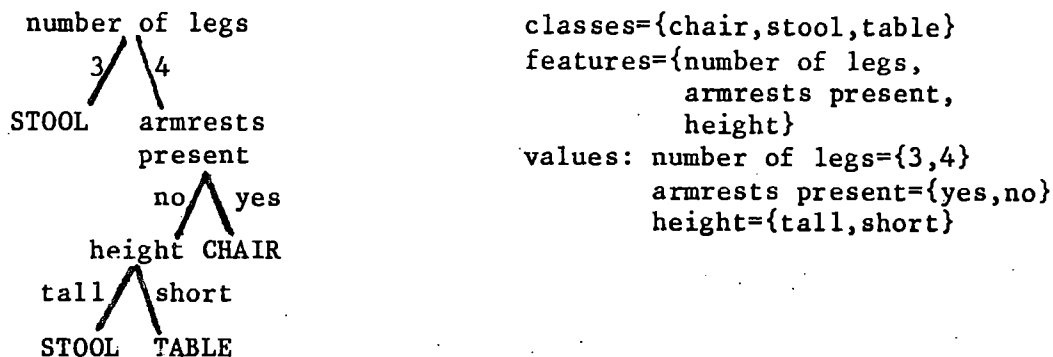 number of legs
3 4
STOOL armrests
present
no yes
height CHAIR
tall short
STOOL TABLE
classes={chair,stool,table}
features={number of legs,
armrests present,
height}
values: number of legs={3,4}
armrests present={yes,no}
height={tall,short}